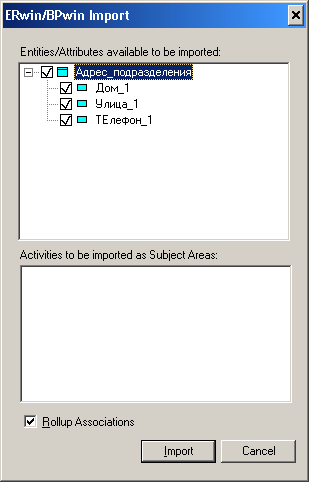 ERwin/BPwin Import
Entities/Attributes available to be imported:
Адрес_подразделения
Дом_1
Улица_1
ТЕлефон_1
Activities to be imported as Subject Areas:
Rollup Associations
Import
Cancel